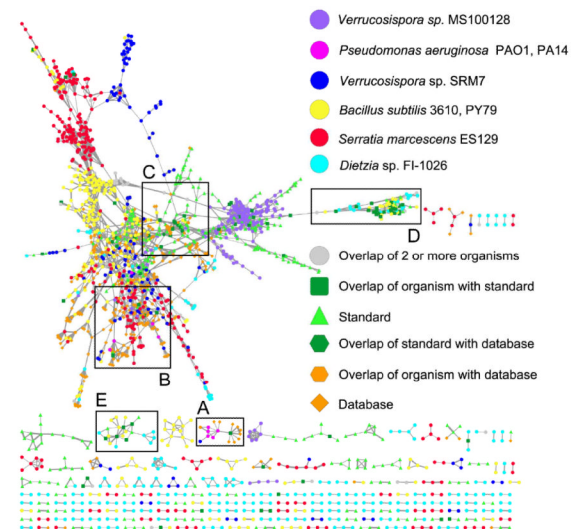 Verrucosispora sp. MS100128
Pseudomonas aeruginosa PAO1, PA14
Verrucosispora sp. SRM7
Bacillus subtilis 3610, PY79
Serratia marcescens ES129
Dietzia sp. FI-1026
C
D
Overlap of 2 or more organisms
Overlap of organism with standard
Standard
Overlap of standard with database
Overlap of organism with database
Database
B
E
A